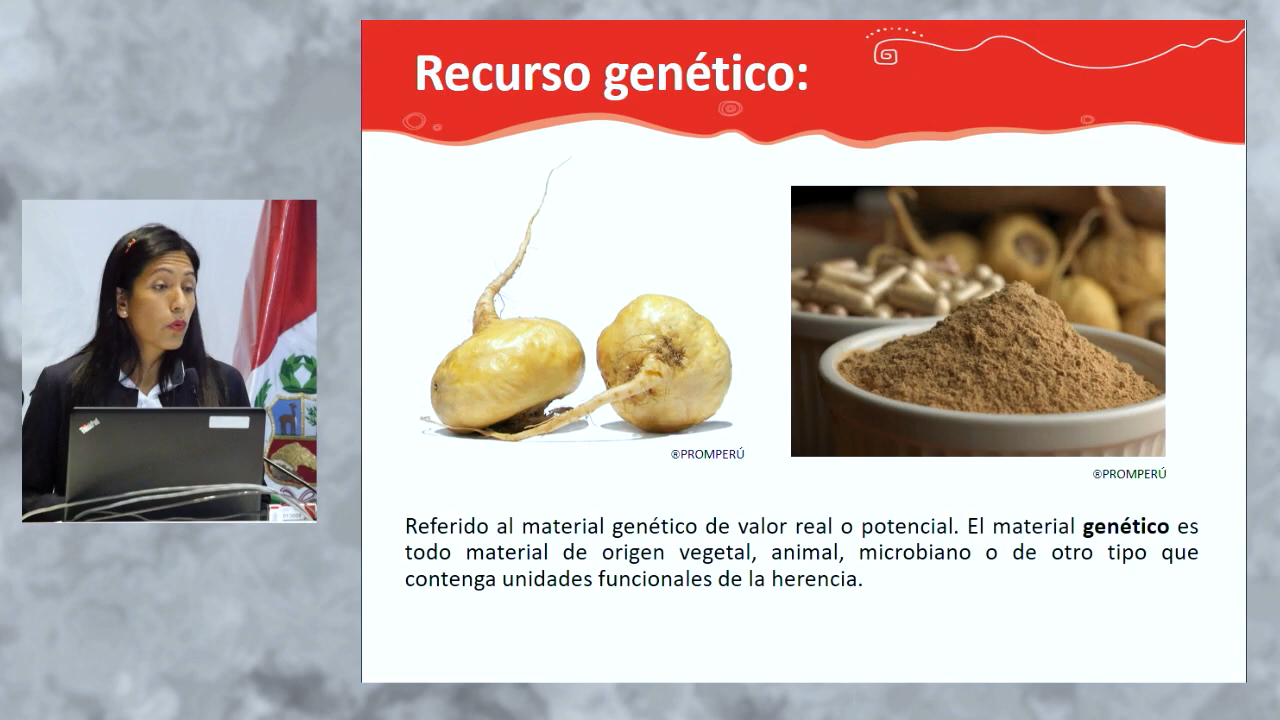 Recurso genético:
®PROMPERÚ
®PROMPERÚ
Referido al material genético de valor real o potencial. El material genético es
todo material de origen vegetal, animal, microbiano o de otro tipo que
contenga unidades funcionales de la herencia.
ThinkPad